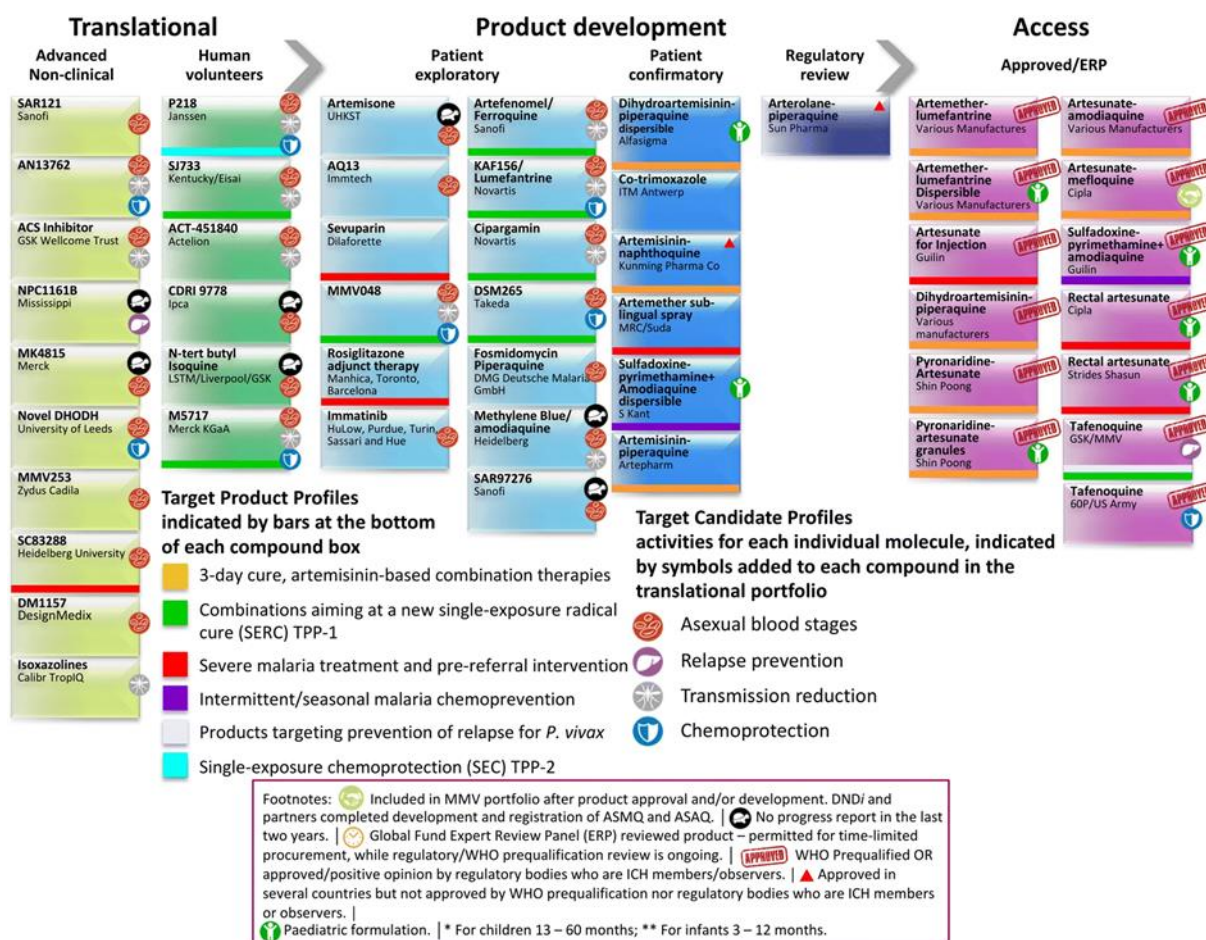 Translational
Product development
Access
Advanced
Non-clinical
Human
volunteers
Patient
exploratory
Patient
confirmatory
Regulatory
review
Approved/ERP
SAR121
Sanofi
AN13762
ACS Inhibitor
GSK Wellcome Trust
NPC1161B
Mississippi
MK4815
Merck
Novel DHODH
University of Leeds
MMV253
Zydus Cadila
SC83288
Heidelberg University
DM1157
DesignMedix
Isoxazolines
Calibr TropIQ
P218
Janssen
SJ733
Kentucky/Eisai
ACT-451840
Actelion
CDRI 9778
Ipca
N-tert butyl
Isoquine
LSTM/Liverpool/GSK
M5717
Merck KGaA
Artemisone
UHKST
AQ13
Immtech
Sevuparin
Dilaforette
MMV048
Rosiglitazone
adjunct therapy
Manhica, Toronto,
Barcelona
Immatinib
HuLow, Purdue, Turin,
Sassari and Hue
Artefenomel/
Ferroquine
Sanofi
KAF156/
Lumefantrine
Novartis
Cipargamin
Novartis
DSM265
Takeda
Fosmidomycin
Piperaquine
DMG Deutsche Malaria
GmbH
Methylene Blue/
amodiaquine
Heidelberg
SAR97276
Sanofi
Dihydroartemisinin-
piperaquine
dispersible
Alfasigma
Co-trimoxazole
ITM Antwerp
Artemisinin-
naphthoquine
Kunming Pharma Co
Artemether sub-
lingual spray
MRC/Suda
Sulfadoxine-
pyrimethamine+
Amodiaquine
dispersible
S Kant
Artemisinin-
piperaquine
Artepharm
Arterolane-
piperaquine
Sun Pharma
Artemether-
lumefantrine
Various Manufactures
APPROVED
Artemether-
lumefantrine
Dispersible
Various Manufacturers
APPROVED
Artesunate
for Injection
Guilin
APPROVED
Dihydroartemisinin-
piperaquine
Various
manufacturers
APPROVED
Pyronaridine-
Artesunate
Shin Poong
APPROVED
Pyronaridine-
artesunate
granules
Shin Poong
APPROVED
Artesunate-
amodiaquine
Various Manufacturers
APPROVED
Artesunate-
mefloquine
Cipla
APPROVED
Sulfadoxine-
pyrimethamine+
amodiaquine
Guilin
APPROVED
Rectal artesunate
Cipla
APPROVED
Rectal artesunate
Strides Shasun
APPROVED
Tafenoquine
GSK/MMV
APPROVED
Tafenoquine
60P/US Army
APPROVED
Target Product Profiles
indicated by bars at the bottom
of each compound box
3-day cure, artemisinin-based combination therapies
Combinations aiming at a new single-exposure radical
cure (SERC) TPP-1
Severe malaria treatment and pre-referral intervention
Intermittent/seasonal malaria chemoprevention
Products targeting prevention of relapse for P. vivax
Single-exposure chemoprotection (SEC) TPP-2
Target Candidate Profiles
activities for each individual molecule, indicated
by symbols added to each compound in the
translational portfolio
Asexual blood stages
Relapse prevention
Transmission reduction
Chemoprotection
Footnotes: Included in MMV portfolio after product approval and/or development. DNDi and
partners completed development and registration of ASMQ and ASAQ. | No progress report in the last
two years. | Global Fund Expert Review Panel (ERP) reviewed product – permitted for time-limited
procurement, while regulatory/WHO prequalification review is ongoing. | APPROVED WHO Prequalified OR
approved/positive opinion by regulatory bodies who are ICH members/observers. | Approved in
several countries but not approved by WHO prequalification nor regulatory bodies who are ICH members
or observers. |
Paediatric formulation. | * For children 13 – 60 months; ** For infants 3 – 12 months.